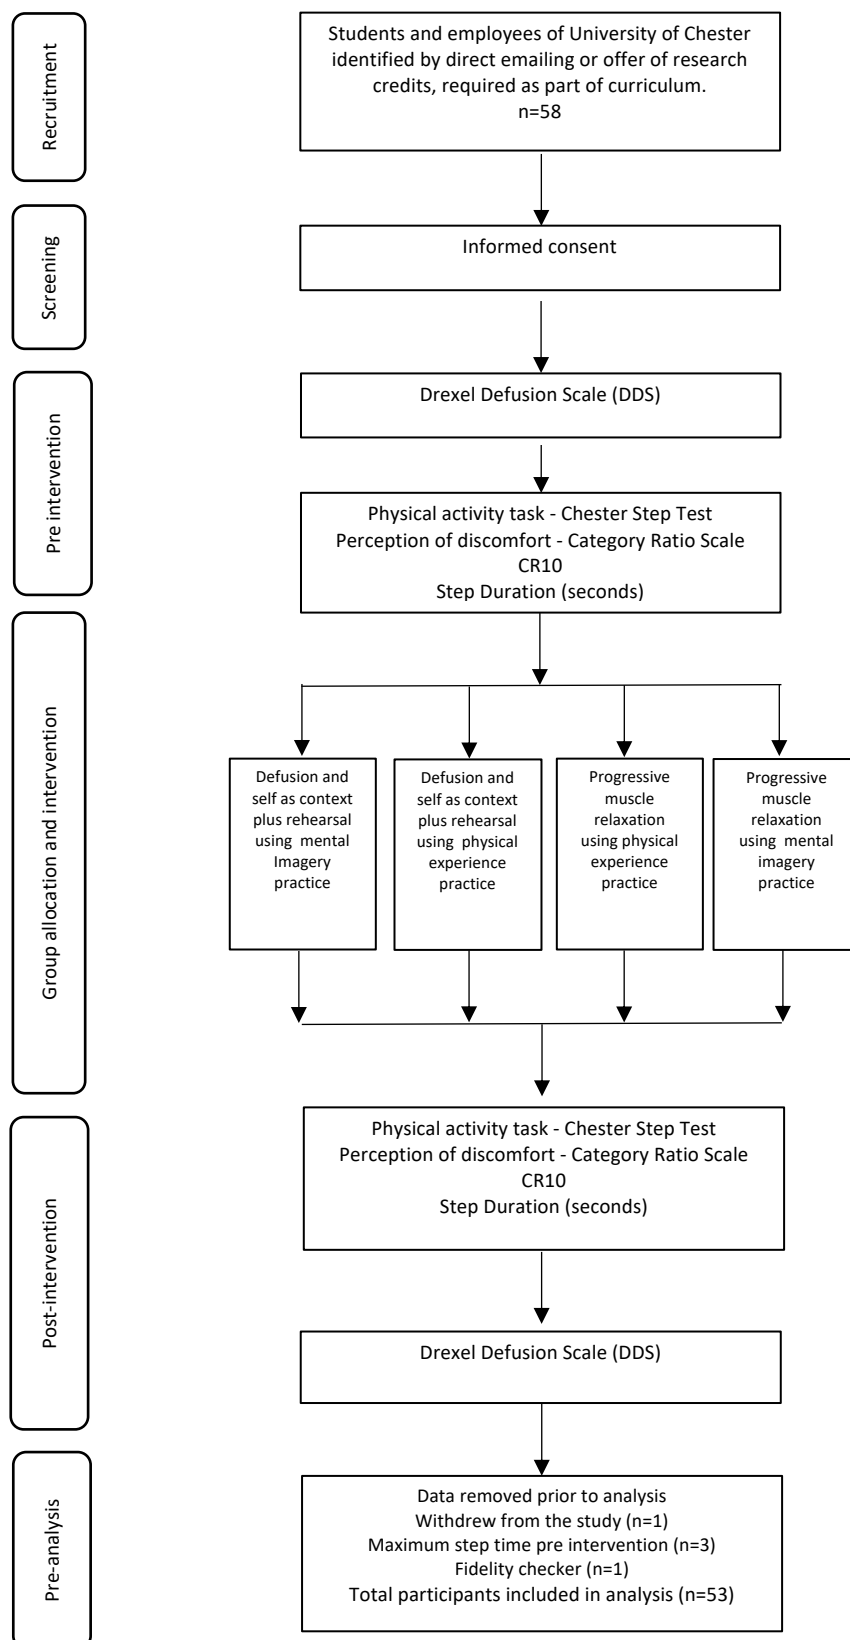 Recruitment
Students and employees of University of Chester
identified by direct emailing or offer of research
credits, required as part of curriculum.
n=58
Screening
Informed consent
Pre intervention
Drexel Defusion Scale (DDS)
Physical activity task - Chester Step Test
Perception of discomfort - Category Ratio Scale
CR10
Step Duration (seconds)
Group allocation and intervention
Defusion and
self as context
plus rehearsal
using mental
Imagery
practice
Defusion and
self as context
plus rehearsal
using physical
experience
practice
Progressive
muscle
relaxation
using physical
experience
practice
Progressive
muscle
relaxation
using mental
imagery
practice
Post-intervention
Physical activity task - Chester Step Test
Perception of discomfort - Category Ratio Scale
CR10
Step Duration (seconds)
Drexel Defusion Scale (DDS)
Pre-analysis
Data removed prior to analysis
Withdrew from the study (n=1)
Maximum step time pre intervention (n=3)
Fidelity checker (n=1)
Total participants included in analysis (n=53)